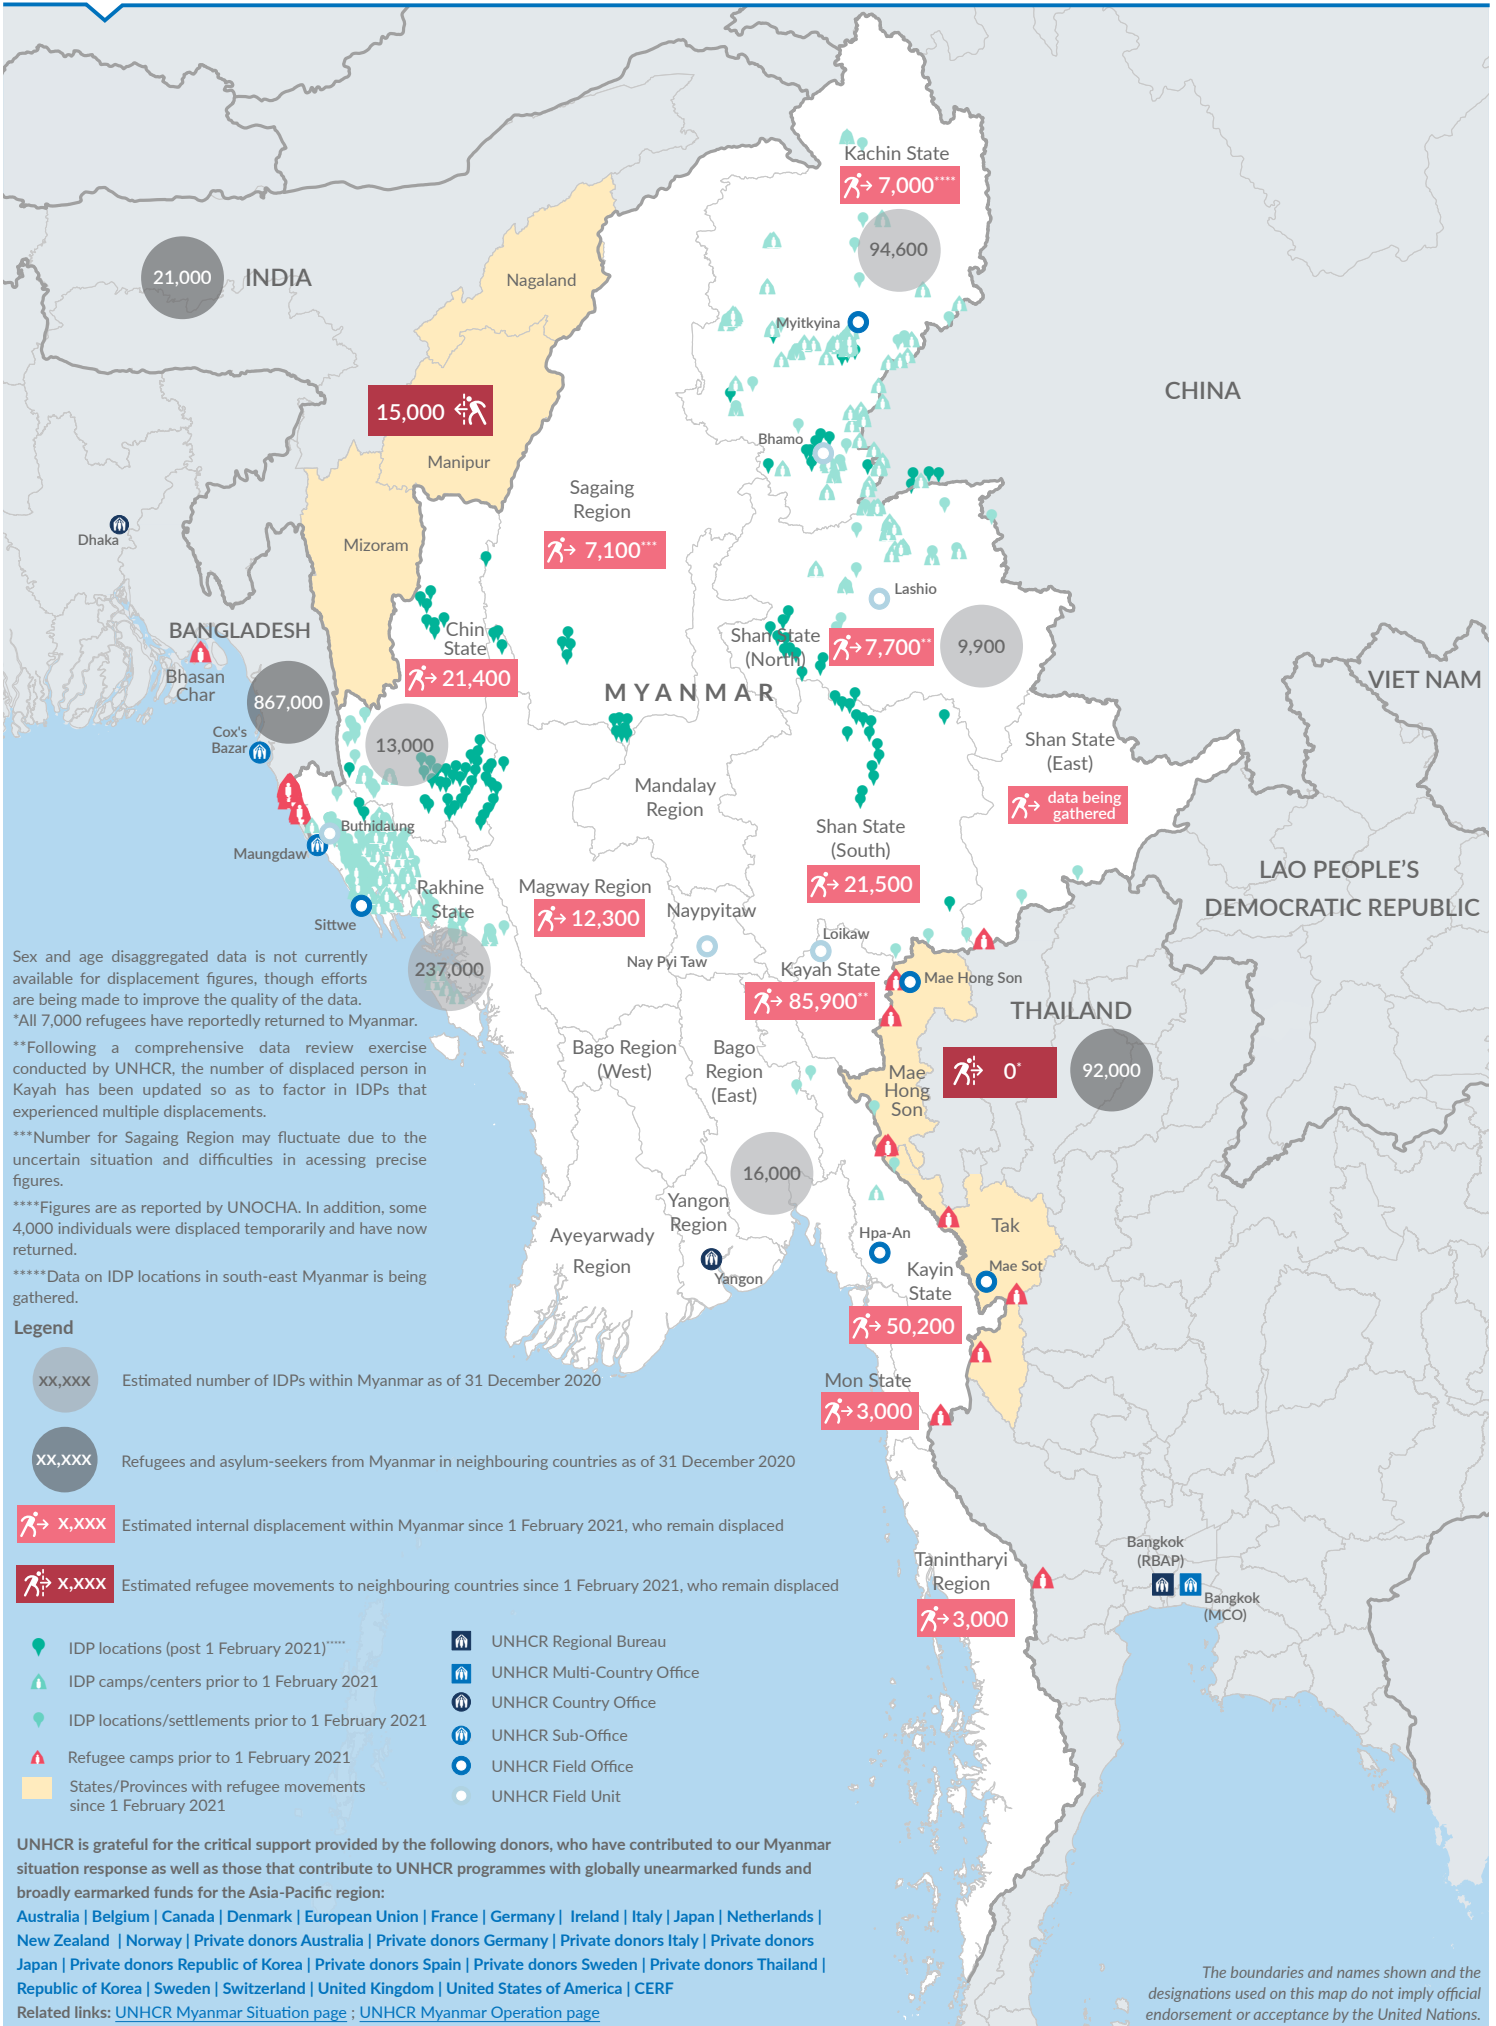 Kachin State
7,000****
94,600
21,000
INDIA
Nagaland
Myitkyina
CHINA
15,000
Manipur
Bhamo
Sagaing
Region
7,100***
Dhaka
Mizoram
Lashio
BANGLADESH
Bhasan
Char
Chin
State
21,400
Shan State
(North)
7,700**
9,900
MYANMAR
VIET NAM
867,000
Cox's
Bazar
13,000
Shan State
(East)
data being
gathered
Mandalay
Region
Buthidaung
Maungdaw
Shan State
(South)
21,500
LAO PEOPLE'S
DEMOCRATIC REPUBLIC
Rakhine
State
Magway Region
12,300
Naypyitaw
Sittwe
Loikaw
Nay Pyi Taw
237,000
Kayah State
85,900**
Mae Hong Son
THAILAND
Bago Region
(West)
Bago
Region
(East)
Mae
Hong
Son
0*
92,000
16,000
Yangon
Region
Ayeyarwady
Region
Yangon
Hpa-An
Tak
Mae Sot
Kayin
State
50,200
Mon State
3,000
Tanintharyi
Region
3,000
Bangkok
(RBAP)
Bangkok
(MCO)
Sex and age disaggregated data is not currently
available for displacement figures, though efforts
are being made to improve the quality of the data.
*All 7,000 refugees have reportedly returned to Myanmar.
**Following a comprehensive data review exercise
conducted by UNHCR, the number of displaced person in
Kayah has been updated so as to factor in IDPs that
experienced multiple displacements.
***Number for Sagaing Region may fluctuate due to the
uncertain situation and difficulties in acessing precise
figures.
****Figures are as reported by UNOCHA. In addition, some
4,000 individuals were displaced temporarily and have now
returned.
*****Data on IDP locations in south-east Myanmar is being
gathered.
Legend
XX,XXX Estimated number of IDPs within Myanmar as of 31 December 2020
XX,XXX Refugees and asylum-seekers from Myanmar in neighbouring countries as of 31 December 2020
X,XXX Estimated internal displacement within Myanmar since 1 February 2021, who remain displaced
X,XXX Estimated refugee movements to neighbouring countries since 1 February 2021, who remain displaced
IDP locations (post 1 February 2021)*****
IDP camps/centers prior to 1 February 2021
IDP locations/settlements prior to 1 February 2021
Refugee camps prior to 1 February 2021
States/Provinces with refugee movements
since 1 February 2021
UNHCR Regional Bureau
UNHCR Multi-Country Office
UNHCR Country Office
UNHCR Sub-Office
UNHCR Field Office
UNHCR Field Unit
UNHCR is grateful for the critical support provided by the following donors, who have contributed to our Myanmar
situation response as well as those that contribute to UNHCR programmes with globally unearmarked funds and
broadly earmarked funds for the Asia-Pacific region:
Australia | Belgium | Canada | Denmark | European Union | France | Germany | Ireland | Italy | Japan | Netherlands |
New Zealand | Norway | Private donors Australia | Private donors Germany | Private donors Italy | Private donors
Japan | Private donors Republic of Korea | Private donors Spain | Private donors Sweden | Private donors Thailand |
Republic of Korea | Sweden | Switzerland | United Kingdom | United States of America | CERF
Related links: UNHCR Myanmar Situation page ; UNHCR Myanmar Operation page
The boundaries and names shown and the
designations used on this map do not imply official
endorsement or acceptance by the United Nations.